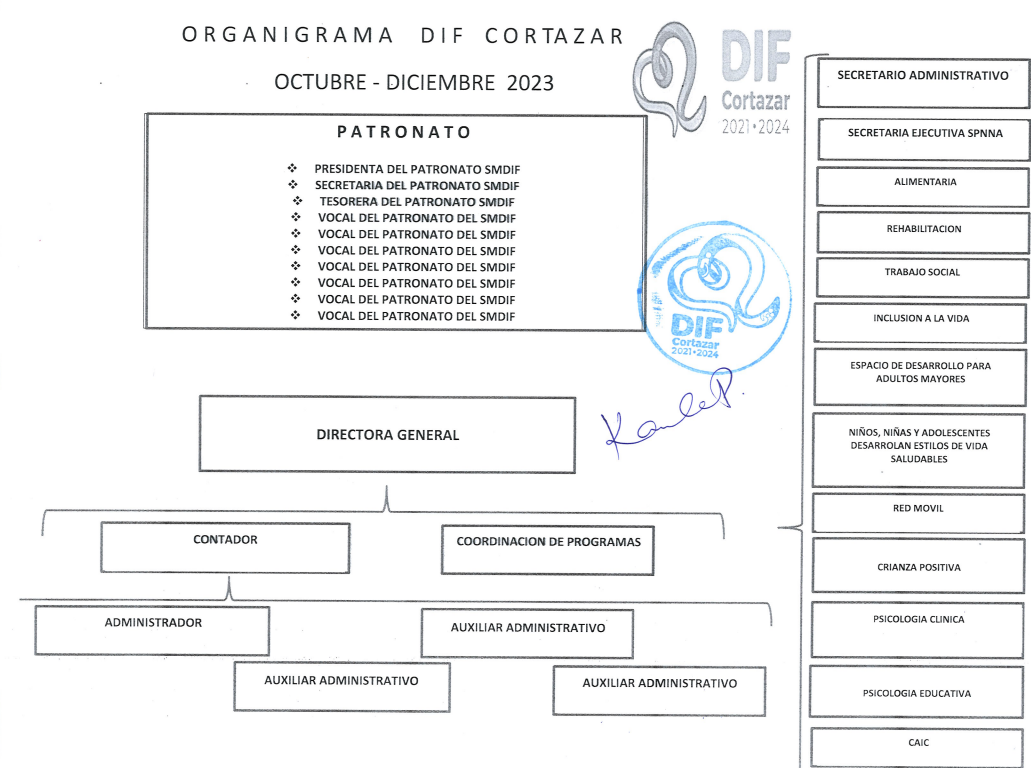 ORGANIGRAMA DIF CORTAZAR
OCTUBRE - DICIEMBRE 2023
DIF
Cortazar
2021•2024
PATRONATO
❖ PRESIDENTA DEL PATRONATO SMDIF
❖ SECRETARIA DEL PATRONATO SMDIF
❖ TESORERA DEL PATRONATO SMDIF
❖ VOCAL DEL PATRONATO DEL SMDIF
❖ VOCAL DEL PATRONATO DEL SMDIF
❖ VOCAL DEL PATRONATO DEL SMDIF
❖ VOCAL DEL PATRONATO DEL SMDIF
❖ VOCAL DEL PATRONATO DEL SMDIF
❖ VOCAL DEL PATRONATO DEL SMDIF
❖ VOCAL DEL PATRONATO DEL SMDIF
DIF
Cortazar
2021•2024
DIRECTORA GENERAL
CONTADOR
COORDINACION DE PROGRAMAS
ADMINISTRADOR
AUXILIAR ADMINISTRATIVO
AUXILIAR ADMINISTRATIVO
AUXILIAR ADMINISTRATIVO
SECRETARIO ADMINISTRATIVO
SECRETARIA EJECUTIVA SPNNA
ALIMENTARIA
REHABILITACION
TRABAJO SOCIAL
INCLUSION A LA VIDA
ESPACIO DE DESARROLLO PARA
ADULTOS MAYORES
NIÑOS, NIÑAS Y ADOLESCENTES
DESARROLAN ESTILOS DE VIDA
SALUDABLES
RED MOVIL
CRIANZA POSITIVA
PSICOLOGIA CLINICA
PSICOLOGIA EDUCATIVA
CAIC